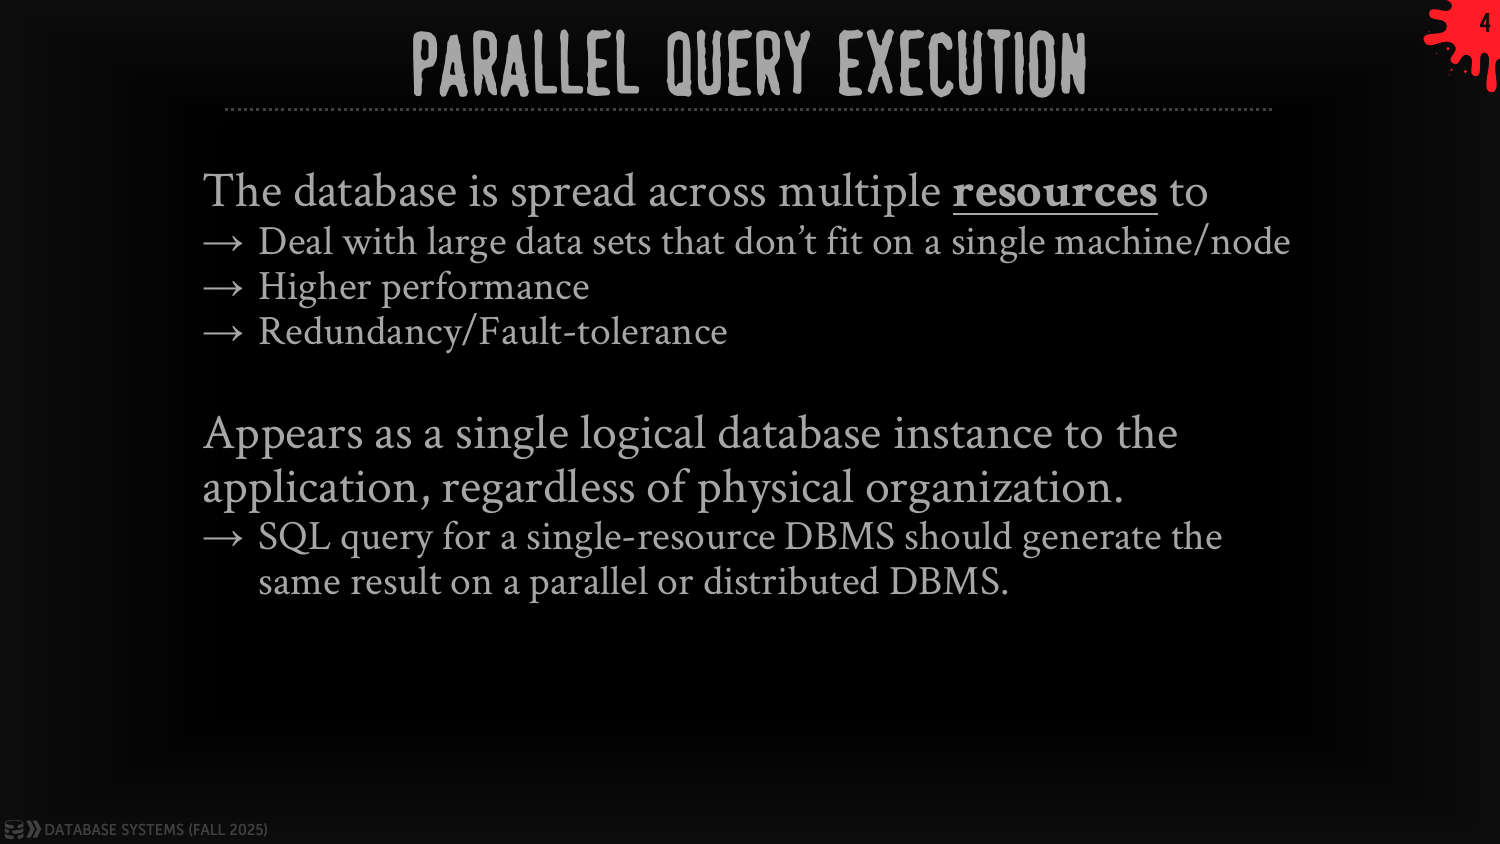 4
PARALLEL QUERY EXECUTION
The database is spread across multiple resources to
→ Deal with large data sets that don’t fit on a single machine/node
→ Higher performance
→ Redundancy/Fault-tolerance
Appears as a single logical database instance to the
application, regardless of physical organization.
→ SQL query for a single-resource DBMS should generate the
same result on a parallel or distributed DBMS.
DATABASE SYSTEMS (FALL 2025)